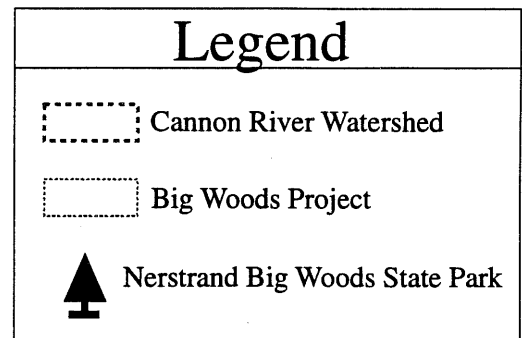 Legend
Cannon River Watershed
Big Woods Project
Nerstrand Big Woods State Park